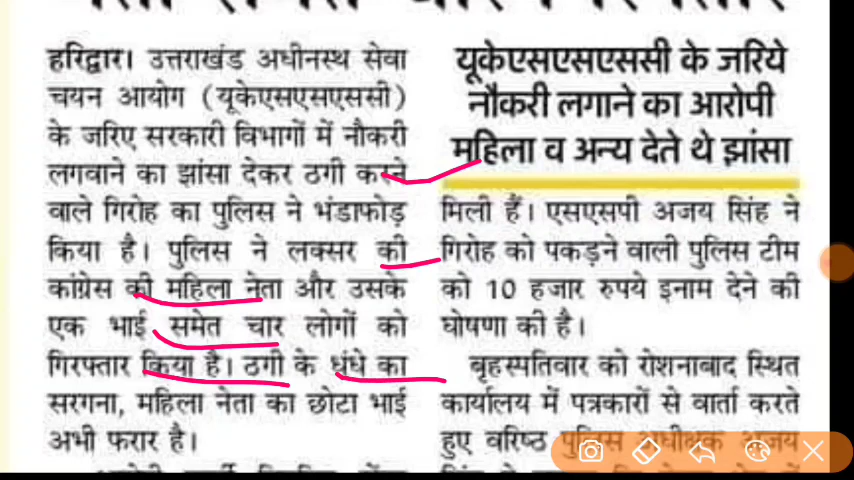 हरिद्वार। उत्तराखंड अधीनस्थ सेवा
चयन आयोग (यूकेएसएसएससी)
के जरिए सरकारी विभागों में नौकरी
लगवाने का झांसा देकर ठगी करने
वाले गिरोह का पुलिस ने भंडाफोड़
किया है। पुलिस ने लक्सर की
कांग्रेस की महिला नेता और उसके
एक भाई समेत चार लोगों को
गिरफ्तार किया है। ठगी के धंधे का
सरगना, महिला नेता का छोटा भाई
अभी फरार है।
यूकेएसएसएससी के जरिये
नौकरी लगाने का आरोपी
महिला व अन्य देते थे झांसा
मिली हैं। एसएसपी अजय सिंह ने
गिरोह को पकड़ने वाली पुलिस टीम
को 10 हजार रुपये इनाम देने की
घोषणा की है।
बृहस्पतिवार को रोशनाबाद स्थित
कार्यालय में पत्रकारों से वार्ता करते
हुए वरिष्ठ पुलिस अधीक्षक अजय